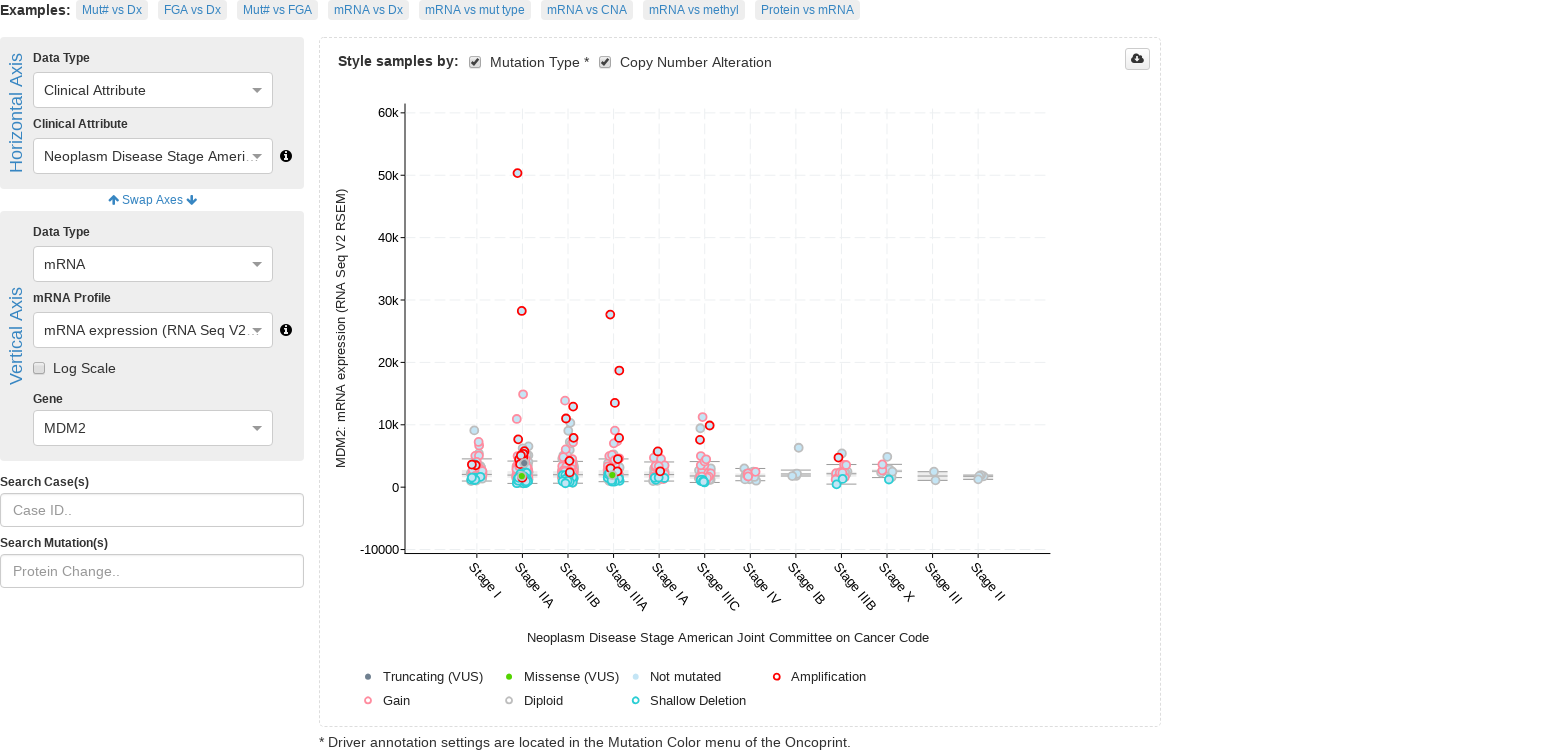 Examples: Mut# vs Dx FGA vs Dx Mut# vs FGA mRNA vs Dx mRNA vs mut type mRNA vs CNA mRNA vs methyl Protein vs mRNA
Horizontal Axis
Data Type
Clinical Attribute
Clinical Attribute
Neoplasm Disease Stage Ameri...
Swap Axes
Vertical Axis
Data Type
mRNA
mRNA Profile
mRNA expression (RNA Seq V2...
Log Scale
Gene
MDM2
Search Case(s)
Case ID..
Search Mutation(s)
Protein Change..
Style samples by: Mutation Type * Copy Number Alteration
MDM2: mRNA expression (RNA Seq V2 RSEM)
60k
50k
40k
30k
20k
10k
0
-10000
Stage I Stage IIA Stage IIB Stage IIIA Stage IA Stage IIIC Stage IV Stage IB Stage IIIB Stage X Stage III Stage II
Neoplasm Disease Stage American Joint Committee on Cancer Code
Truncating (VUS) Missense (VUS) Not mutated Amplification
Gain Diploid Shallow Deletion
* Driver annotation settings are located in the Mutation Color menu of the Oncoprint.